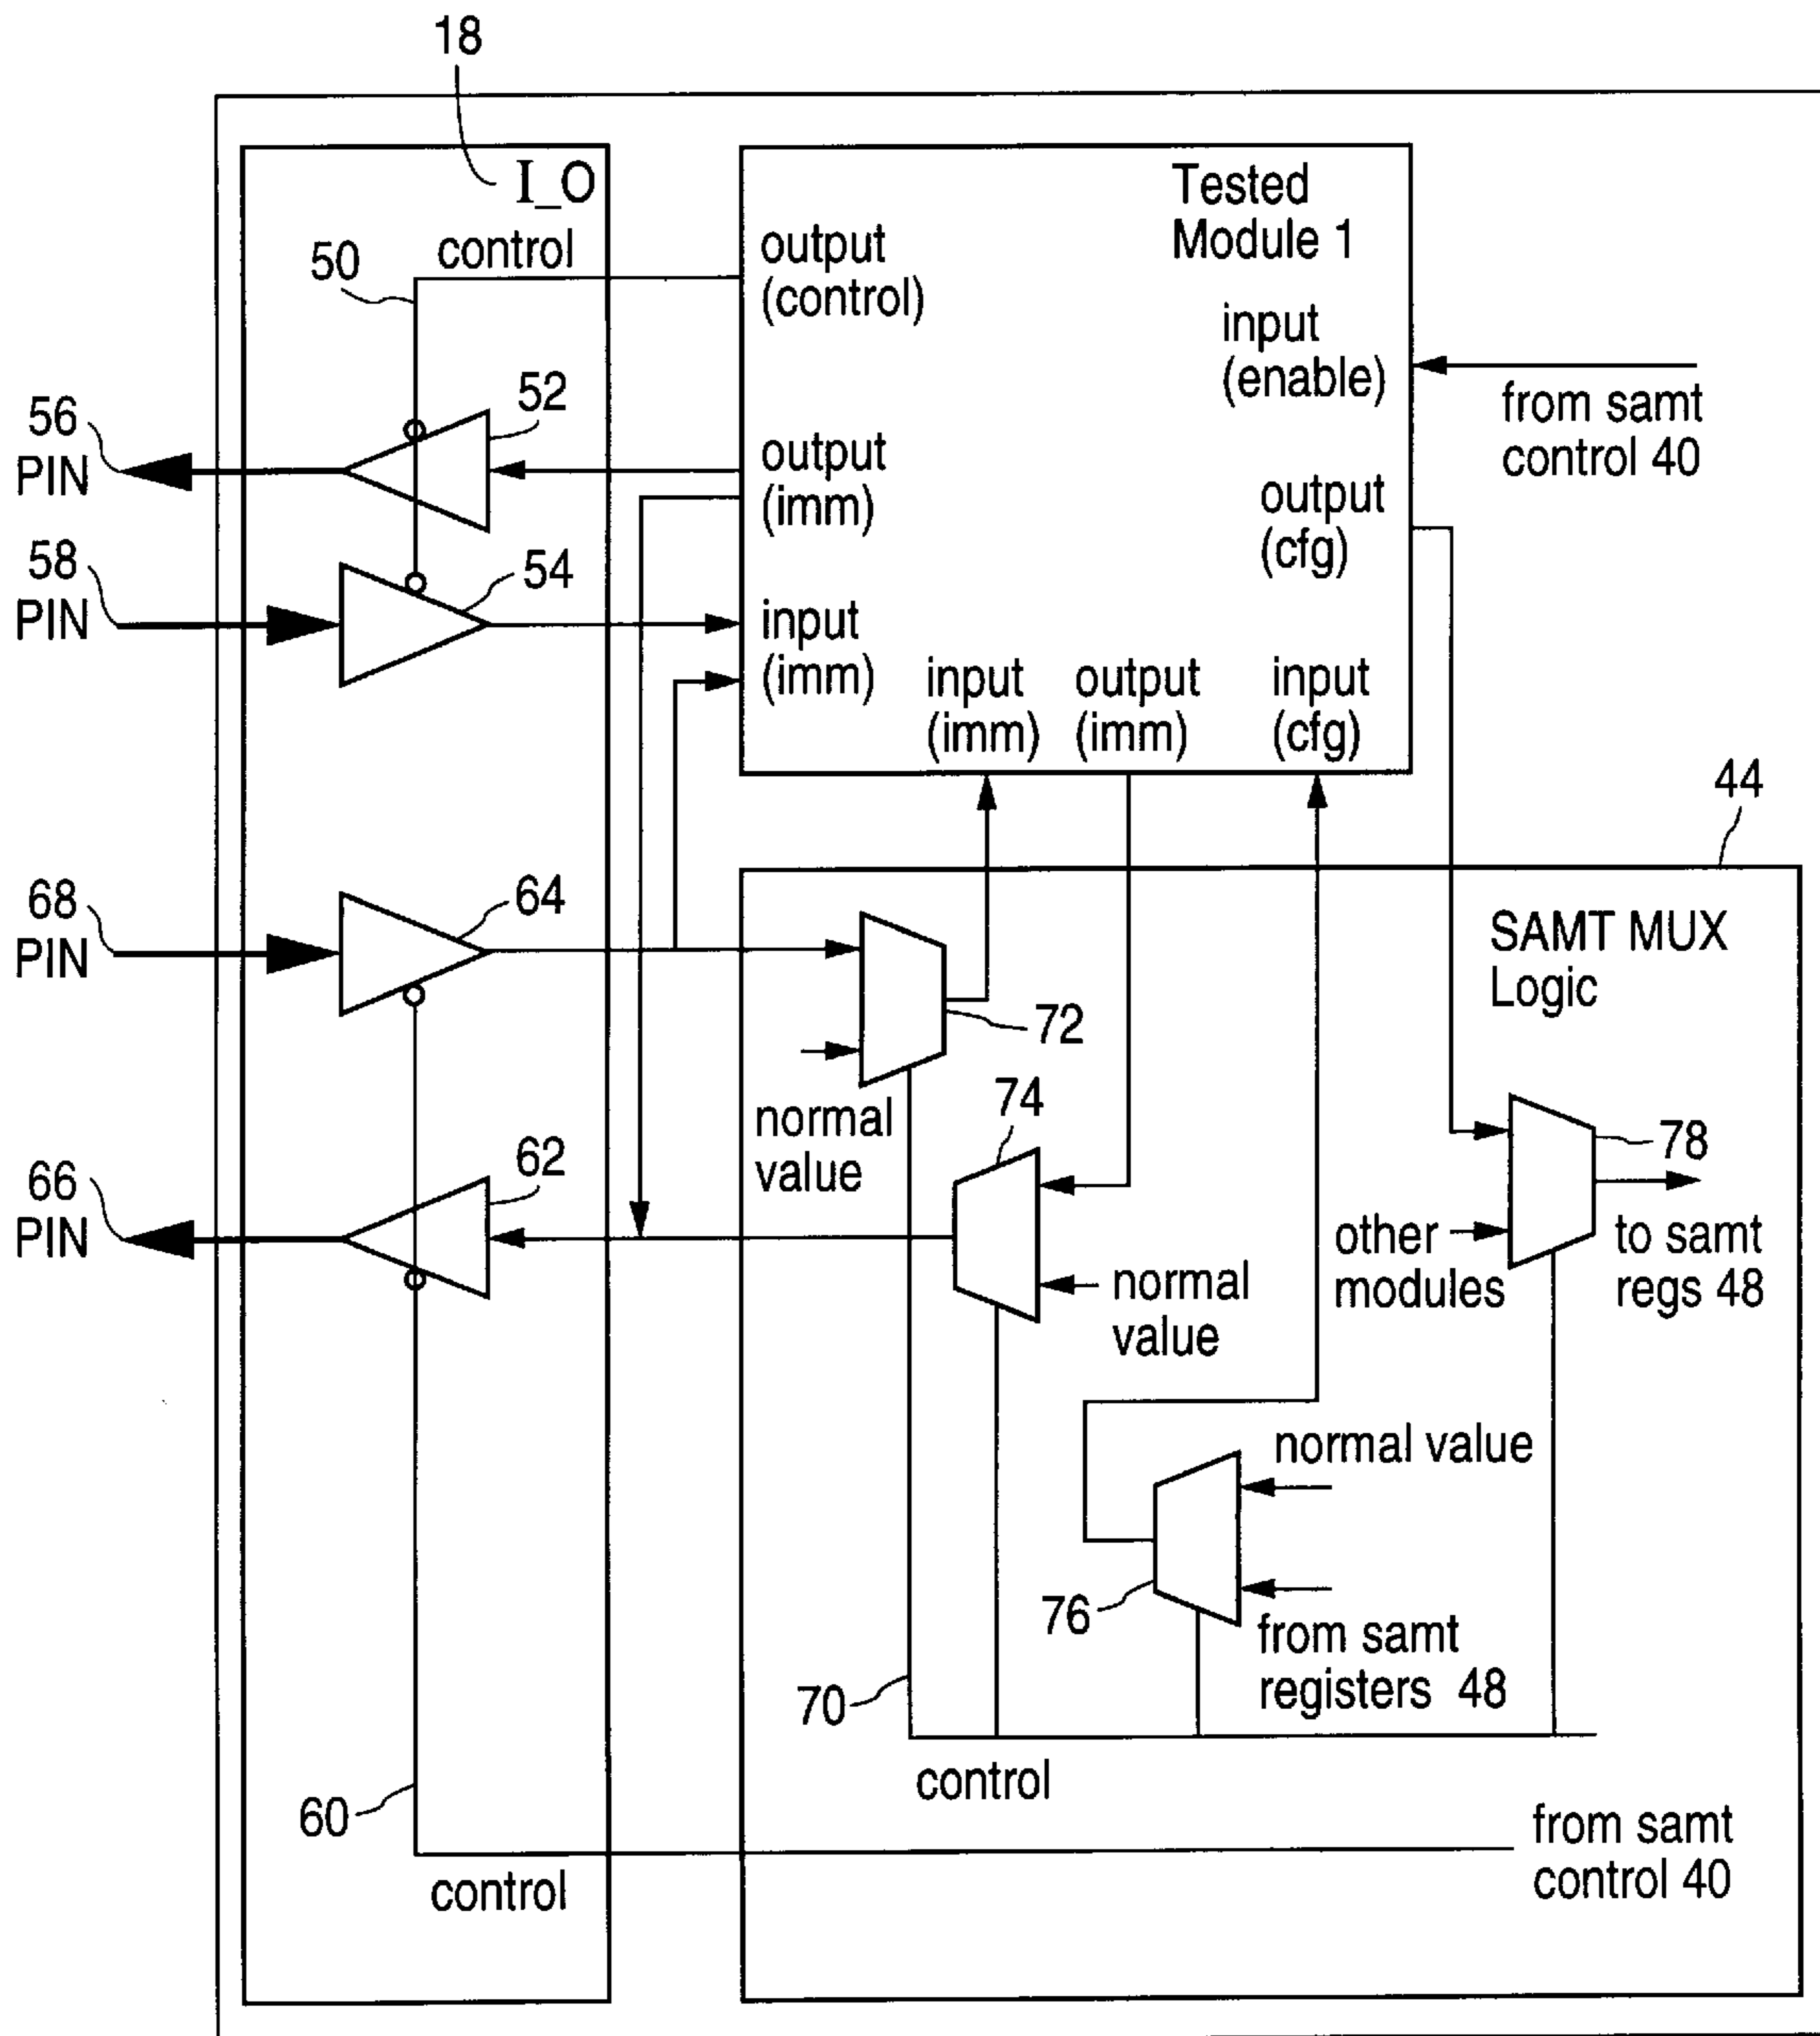 18
I_O
control
50
52
56
PIN
58
PIN
54
Tested
Module 1
output
(control)
input
(enable)
from samt
control 40
output
(imm)
output
(cfg)
input
(imm)
input
(imm)
output
(imm)
input
(cfg)
44
SAMT MUX
Logic
68
PIN
64
72
normal
value
74
78
66
PIN
62
other
modules
to samt
regs 48
normal
value
normal value
76
from samt
registers 48
70
control
60
from samt
control 40
control